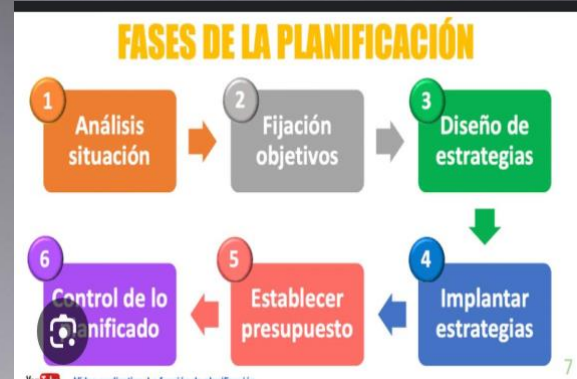 FASES DE LA PLANIFICACIÓN
1
Análisis
situación
2
Fijación
objetivos
3
Diseño de
estrategias
4
Implantar
estrategias
5
Establecer
presupuesto
6
Control de lo
7